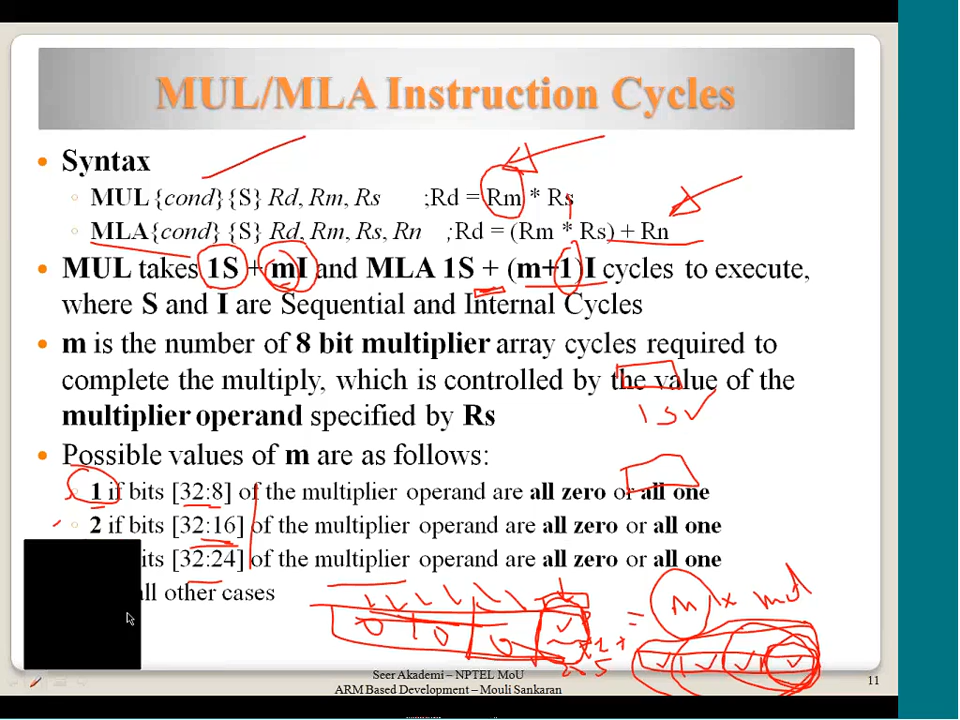 MUL/MLA Instruction Cycles
Syntax
MUL{cond}{S} Rd, Rm, Rs ;Rd = Rm * Rs
MLA{cond}{S} Rd, Rm, Rs, Rn ;Rd = (Rm * Rs) + Rn
MUL takes 1S + mI and MLA 1S + (m+1)I cycles to execute,
where S and I are Sequential and Internal Cycles
m is the number of 8 bit multiplier array cycles required to
complete the multiply, which is controlled by the value of the
multiplier operand specified by Rs
1S
Possible values of m are as follows:
1 if bits [32:8] of the multiplier operand are all zero or all one
2 if bits [32:16] of the multiplier operand are all zero or all one
bits [32:24] of the multiplier operand are all zero or all one
all other cases
Seer Akademi – NPTEL MoU
ARM Based Development – Mouli Sankaran
11